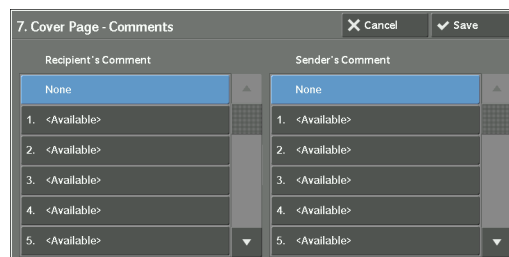 7. Cover Page - Comments
Cancel
Save
Recipient's Comment
Sender's Comment
None
None
1. <Available>
1. <Available>
2. <Available>
2. <Available>
3. <Available>
3. <Available>
4. <Available>
4. <Available>
5. <Available>
5. <Available>